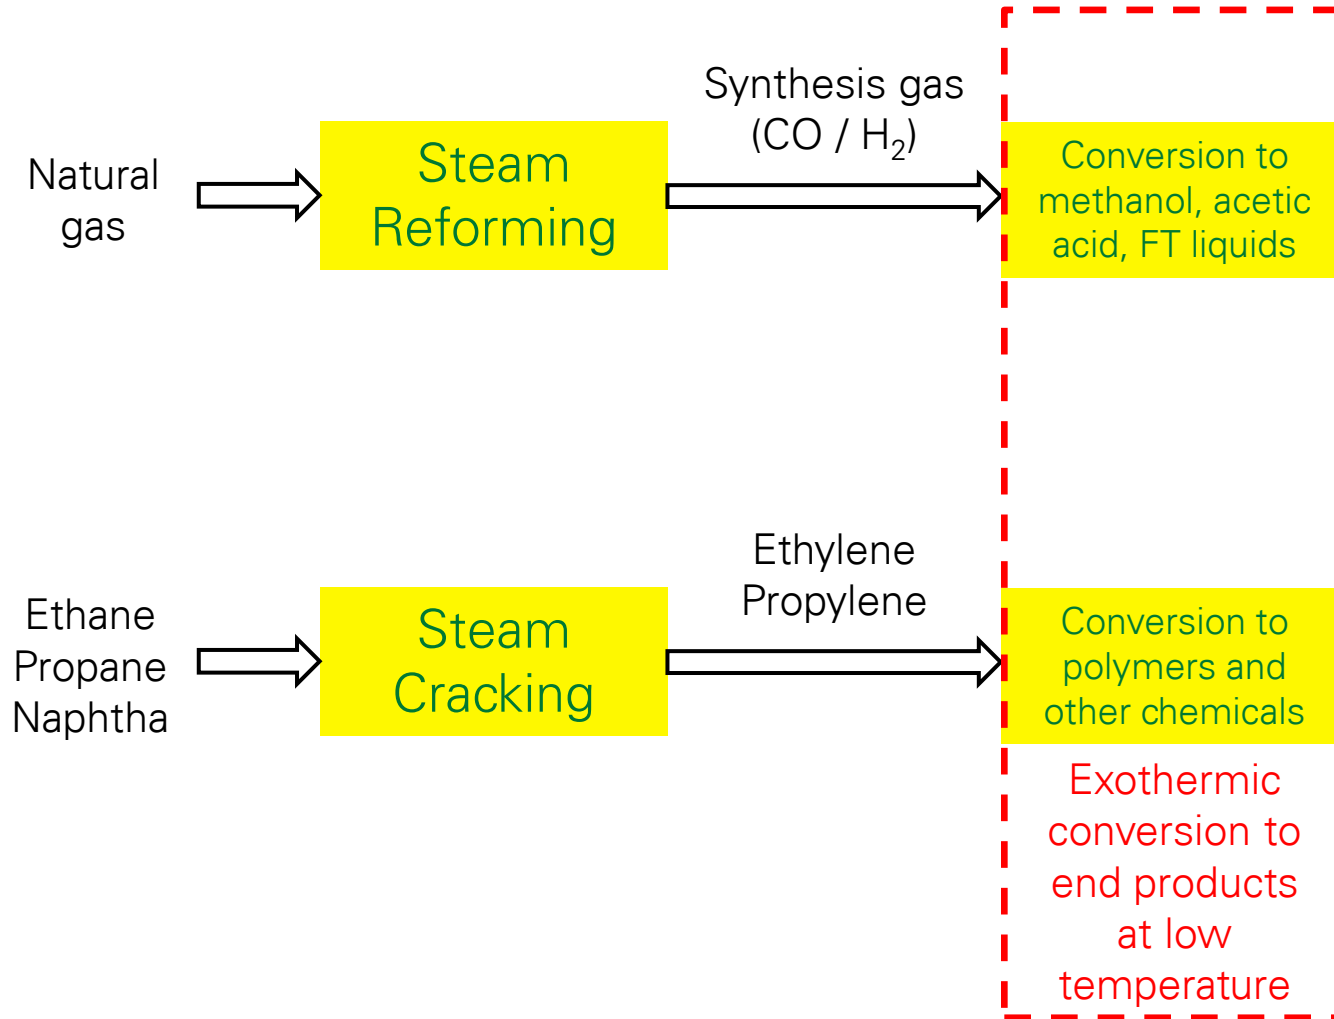 Natural
gas
Steam
Reforming
Synthesis gas
(CO / H₂)
Conversion to
methanol, acetic
acid, FT liquids
Ethane
Propane
Naphtha
Steam
Cracking
Ethylene
Propylene
Conversion to
polymers and
other chemicals
Exothermic
conversion to
end products
at low
temperature